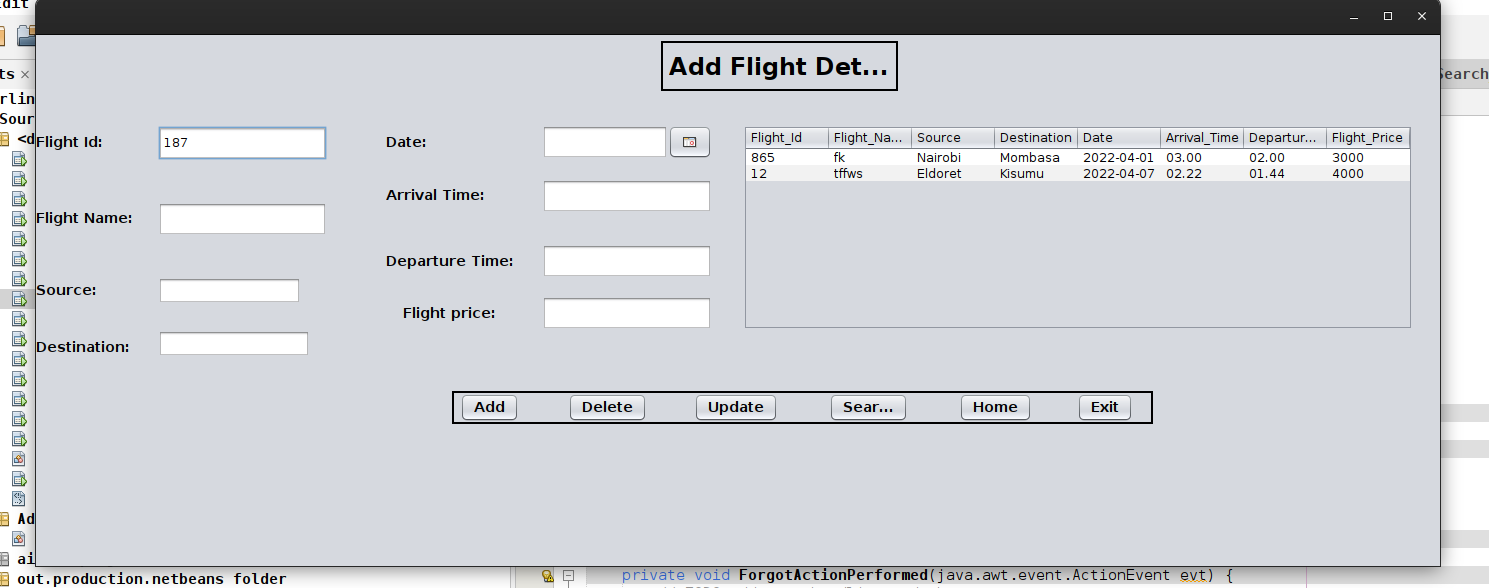 dit
Add Flight Det...
ts × Search
rlin
Sour
<d
Flight Id: 187 Date:
Flight_Id Flight_Na... Source Destination Date Arrival_Time Departur... Flight_Price
865 fk Nairobi Mombasa 2022-04-01 03.00 02.00 3000
12 tffws Eldoret Kisumu 2022-04-07 02.22 01.44 4000
Arrival Time:
Flight Name:
Departure Time:
Source:
Flight price:
Destination:
Add Delete Update Sear... Home Exit
Ad
ai
out.production.netbeans folder
private void ForgotActionPerformed(java.awt.event.ActionEvent evt) {